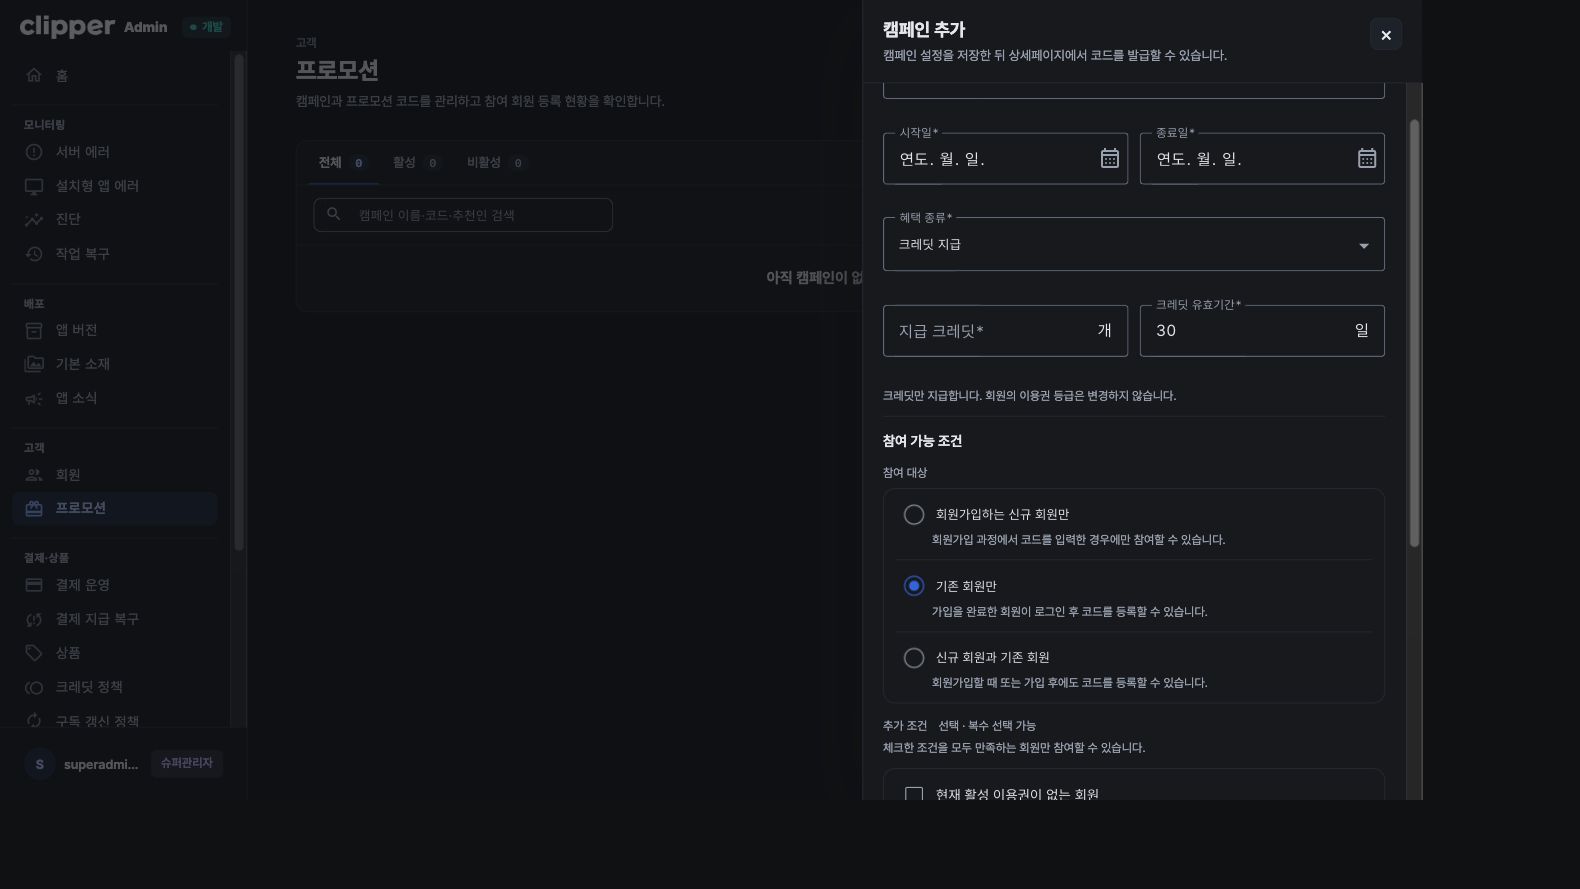 clipper Admin 개발
홈
모니터링
서버 에러
설치형 앱 에러
진단
작업 복구
배포
앱 버전
기본 소재
앱 소식
고객
회원
프로모션
결제·상품
결제 운영
결제 지급 복구
상품
크레딧 정책
구독 갱신 정책
S superadmi... 슈퍼관리자
고객
프로모션
캠페인과 프로모션 코드를 관리하고 참여 회원 등록 현황을 확인합니다.
전체 0 활성 0 비활성 0
캠페인 이름·코드·추천인 검색
아직 캠페인이 없
캠페인 추가
캠페인 설정을 저장한 뒤 상세페이지에서 코드를 발급할 수 있습니다.
시작일* 종료일*
연도. 월. 일. 연도. 월. 일.
혜택 종류*
크레딧 지급
크레딧 유효기간*
지급 크레딧* 개 30 일
크레딧만 지급합니다. 회원의 이용권 등급은 변경하지 않습니다.
참여 가능 조건
참여 대상
회원가입하는 신규 회원만
회원가입 과정에서 코드를 입력한 경우에만 참여할 수 있습니다.
기존 회원만
가입을 완료한 회원이 로그인 후 코드를 등록할 수 있습니다.
신규 회원과 기존 회원
회원가입할 때 또는 가입 후에도 코드를 등록할 수 있습니다.
추가 조건 선택 · 복수 선택 가능
체크한 조건을 모두 만족하는 회원만 참여할 수 있습니다.
현재 활성 이용권이 없는 회원